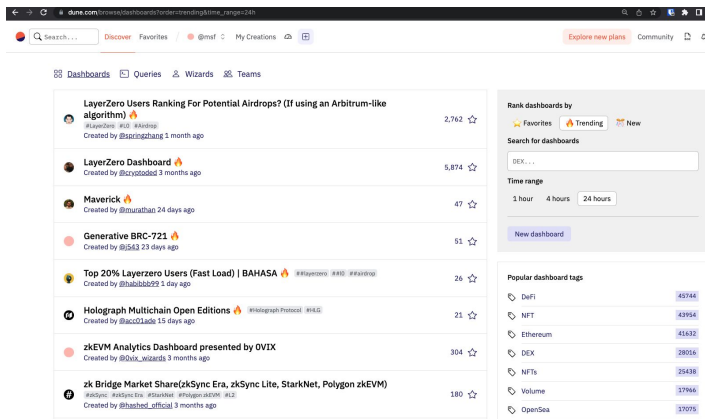 dune.com/browse/dashboards?order=trending&time_range=24h
Search...
Discover
Favorites
/
@msf
My Creations
Explore new plans
Community
Dashboards
Queries
Wizards
Teams
LayerZero Users Ranking For Potential Airdrops? (If using an Arbitrum-like
algorithm) 🔥
#LayerZero #L0 #Airdrop
Created by @springzhang 1 month ago
2,762
LayerZero Dashboard 🔥
Created by @cryptoded 3 months ago
5,874
Maverick 🔥
Created by @murathan 24 days ago
47
Generative BRC-721 🔥
Created by @j543 23 days ago
51
Top 20% Layerzero Users (Fast Load) | BAHASA 🔥 ##layerzero ##l0 ##airdrop
Created by @habibbb99 1 day ago
26
Holograph Multichain Open Editions 🔥 #Holograph Protocol #HLG
Created by @acc01ade 15 days ago
21
zkEVM Analytics Dashboard presented by 0VIX
Created by @0vix_wizards 3 months ago
304
zk Bridge Market Share(zkSync Era, zkSync Lite, StarkNet, Polygon zkEVM)
#zkSync #zkSync Era #StarkNet #Polygon zkEVM #L2
Created by @hashed_official 3 months ago
180
Rank dashboards by
Favorites
Trending
New
Search for dashboards
DEX...
Time range
1 hour
4 hours
24 hours
New dashboard
Popular dashboard tags
DeFi 45744
NFT 43954
Ethereum 41632
DEX 28016
NFTs 25438
Volume 17966
OpenSea 17075